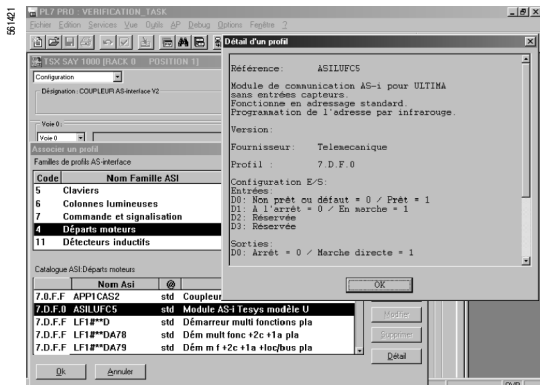 561421
PL7 PRO : VERIFICATION_TASK
Fichier Edition Services Vue Outils AP Debug Options Fenêtre ?
TSX SAY 1000 [RACK 0 POSITION 1]
Configuration
Désignation : COUPLEUR AS-interface V2
Voie 0:
Voie 0
Associer un profil
Familles de profils AS-interface
Code Nom Famille ASI
5 Claviers
6 Colonnes lumineuses
7 Commande et signalisation
4 Départs moteurs
11 Détecteurs inductifs
Catalogue ASI:Départs moteurs
Nom Asi @
7.0.F.F APP1CAS2 std Coupleur
7.D.F.0 ASILUFC5 std Module AS-i Tesys modèle U
7.D.F.F LF1#**D std Démarreur multi fonctions pla
7.D.F.F LF1#**DA78 std Dém mult fonc +2c +1a pla
7.D.F.F LF1#**DA79 std Dém m f +2c +1a +loc/bus pla
Modifier
Supprimer
Détail
Ok Annuler
Détail d'un profil
Référence: ASILUFC5
Module de communication AS-i pour ULTIMA
sans entrées capteurs.
Fonctionne en adressage standard.
Programmation de l'adresse par infrarouge.
Version:
Fournisseur: Telemecanique
Profil : 7.D.F.0
Configuration E/S:
Entrées:
D0: Non prêt ou défaut = 0 / Prêt = 1
D1: A l'arrêt = 0 / En marche = 1
D2: Réservée
D3: Réservée
Sorties:
D0: Arrêt = 0 / Marche directe = 1
OK
OVR